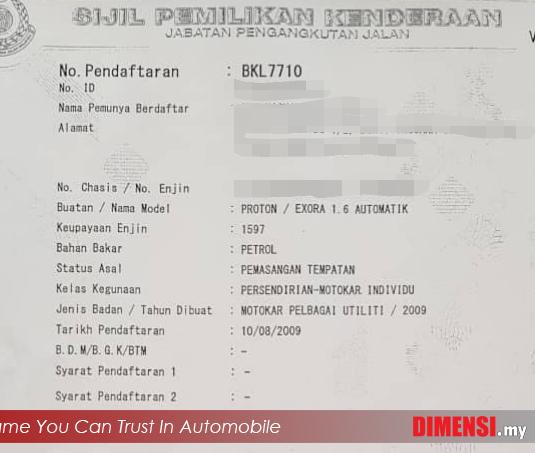 SIJIL PEMILIKAN KENDERAAN
JABATAN PENGANGKUTAN JALAN
No. Pendaftaran : BKL7710
No. ID
Nama Pemunya Berdaftar
Alamat
No. Chasis / No. Enjin
Buatan / Nama Model : PROTON / EXORA 1.6 AUTOMATIK
Keupayaan Enjin : 1597
Bahan Bakar : PETROL
Status Asal : PEMASANGAN TEMPATAN
Kelas Kegunaan : PERSENDIRIAN-MOTOKAR INDIVIDU
Jenis Badan / Tahun Dibuat : MOTOKAR PELBAGAI UTILITI / 2009
Tarikh Pendaftaran : 10/08/2009
B.D.M/B.G.K/BTM : -
Syarat Pendaftaran 1 : -
Syarat Pendaftaran 2 : -
ame You Can Trust In Automobile DIMENSI.my